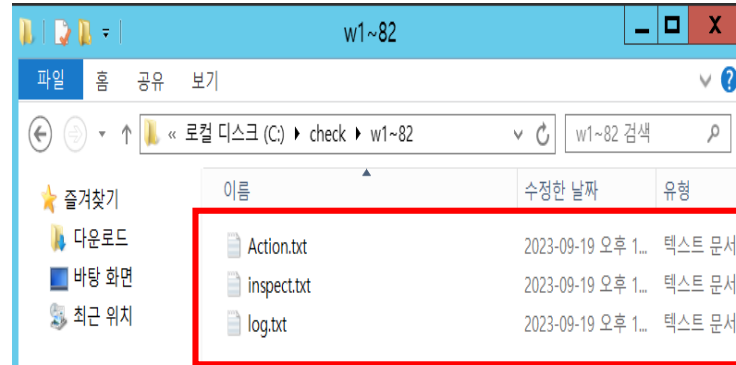 w1~82
파일 홈 공유 보기
« 로컬 디스크 (C:) check w1~82 w1~82 검색
즐겨찾기
다운로드
바탕 화면
최근 위치
이름 수정한 날짜 유형
Action.txt 2023-09-19 오후 1... 텍스트 문서
inspect.txt 2023-09-19 오후 1... 텍스트 문서
log.txt 2023-09-19 오후 1... 텍스트 문서